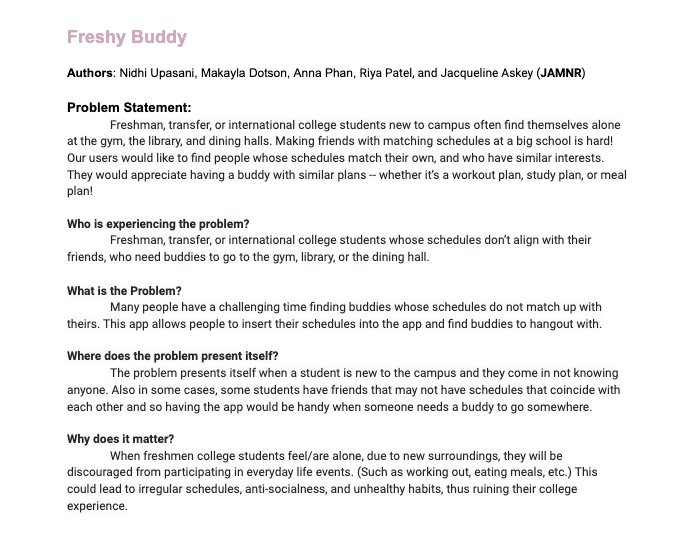 Freshy Buddy
Authors: Nidhi Upasani, Makayla Dotson, Anna Phan, Riya Patel, and Jacqueline Askey (JAMNR)
Problem Statement:
Freshman, transfer, or international college students new to campus often find themselves alone
at the gym, the library, and dining halls. Making friends with matching schedules at a big school is hard!
Our users would like to find people whose schedules match their own, and who have similar interests.
They would appreciate having a buddy with similar plans -- whether it's a workout plan, study plan, or meal
plan!
Who is experiencing the problem?
Freshman, transfer, or international college students whose schedules don't align with their
friends, who need buddies to go to the gym, library, or the dining hall.
What is the Problem?
Many people have a challenging time finding buddies whose schedules do not match up with
theirs. This app allows people to insert their schedules into the app and find buddies to hangout with.
Where does the problem present itself?
The problem presents itself when a student is new to the campus and they come in not knowing
anyone. Also in some cases, some students have friends that may not have schedules that coincide with
each other and so having the app would be handy when someone needs a buddy to go somewhere.
Why does it matter?
When freshmen college students feel/are alone, due to new surroundings, they will be
discouraged from participating in everyday life events. (Such as working out, eating meals, etc.) This
could lead to irregular schedules, anti-socialness, and unhealthy habits, thus ruining their college
experience.